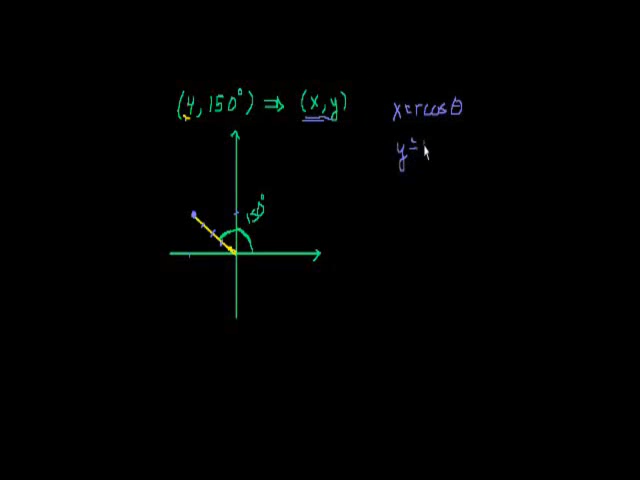 (4, 150°) ⇒ (x, y)
x = r cos θ
y =
150°